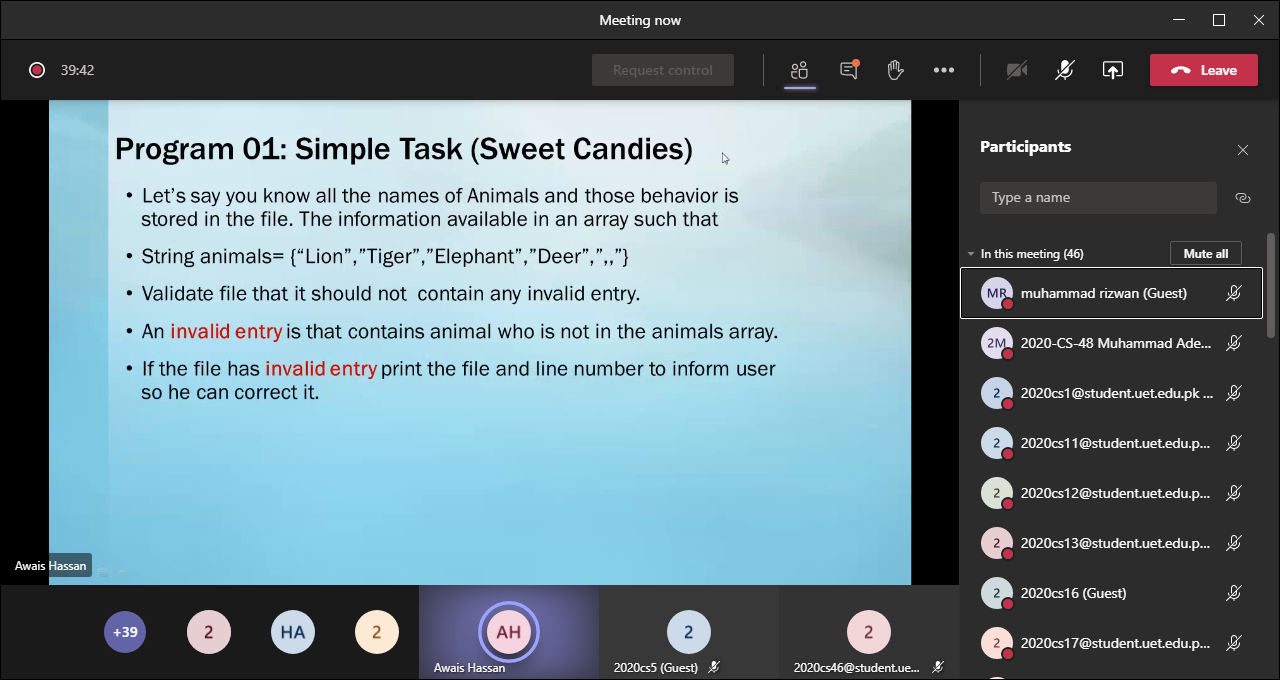 Meeting now
39:42
Request control
Leave
Program 01: Simple Task (Sweet Candies)
• Let's say you know all the names of Animals and those behavior is
stored in the file. The information available in an array such that
• String animals= {“Lion”,”Tiger”,”Elephant”,”Deer”,”,,”}
• Validate file that it should not contain any invalid entry.
• An invalid entry is that contains animal who is not in the animals array.
• If the file has invalid entry print the file and line number to inform user
so he can correct it.
Awais Hassan
+39
2
HA
2
AH
Awais Hassan
2
2020cs5 (Guest)
2
2020cs46@student.ue...
Participants
Type a name
In this meeting (46)
Mute all
MR
muhammad rizwan (Guest)
2M
2020-CS-48 Muhammad Ade...
2
2020cs1@student.uet.edu.pk ...
2
2020cs11@student.uet.edu.p...
2
2020cs12@student.uet.edu.p...
2
2020cs13@student.uet.edu.p...
2
2020cs16 (Guest)
2
2020cs17@student.uet.edu.p...